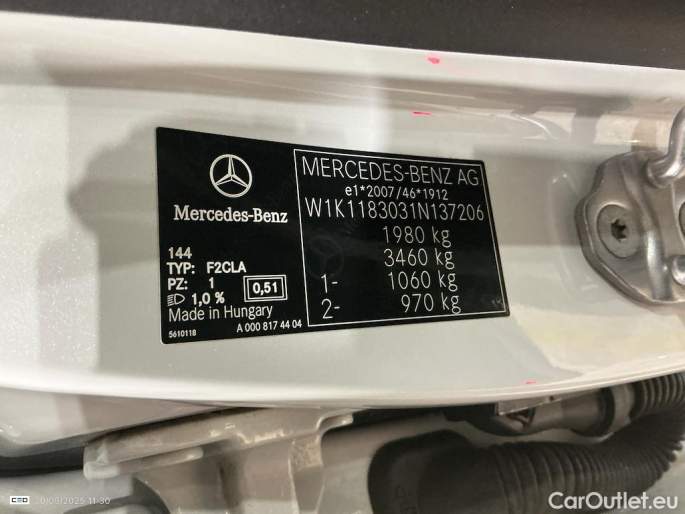 MERCEDES-BENZ AG
e1*2007/46*1912
W1K1183031N137206
1980 kg
3460 kg
1- 1060 kg
2- 970 kg
Mercedes-Benz
144
TYP: F2CLA
PZ: 1 0,51
1,0 %
Made in Hungary
5610118 A 000 817 44 04
11:30
CarOutlet.eu